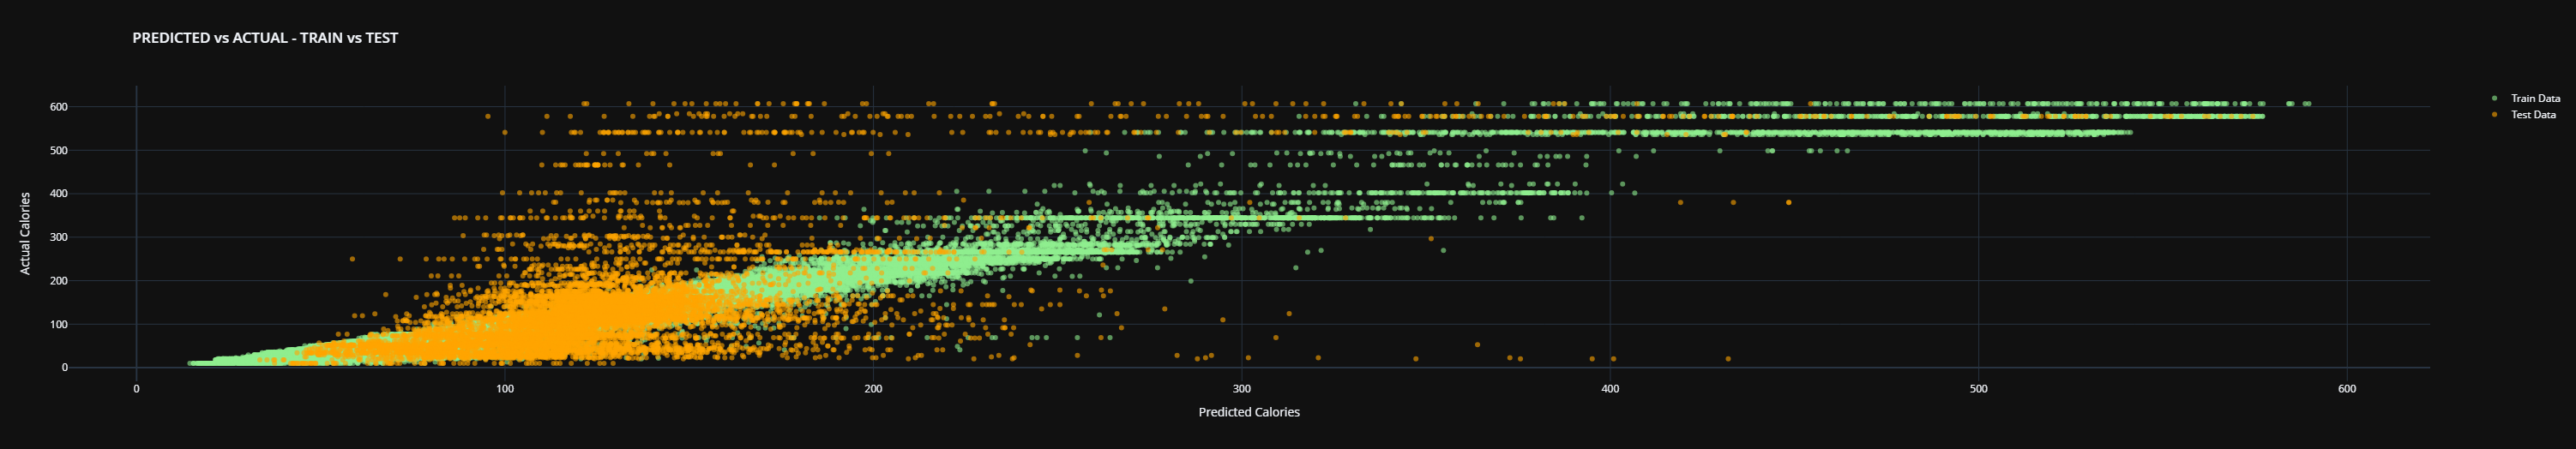 PREDICTED vs ACTUAL - TRAIN vs TEST
600
500
400
300
200
100
0
Actual Calories
0 100 200 300 400 500 600
Predicted Calories
Train Data
Test Data